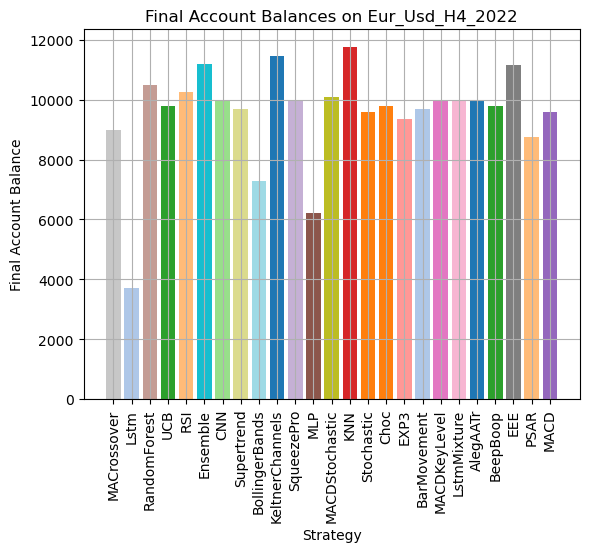 Final Account Balances on Eur_Usd_H4_2022
Final Account Balance
12000
10000
8000
6000
4000
2000
0
MACrossover
Lstm
RandomForest
UCB
RSI
Ensemble
CNN
Supertrend
BollingerBands
KeltnerChannels
SqueezePro
MLP
MACDStochastic
KNN
Stochastic
Choc
EXP3
BarMovement
MACDKeyLevel
LstmMixture
AlegAATr
BeepBoop
EEE
PSAR
MACD
Strategy